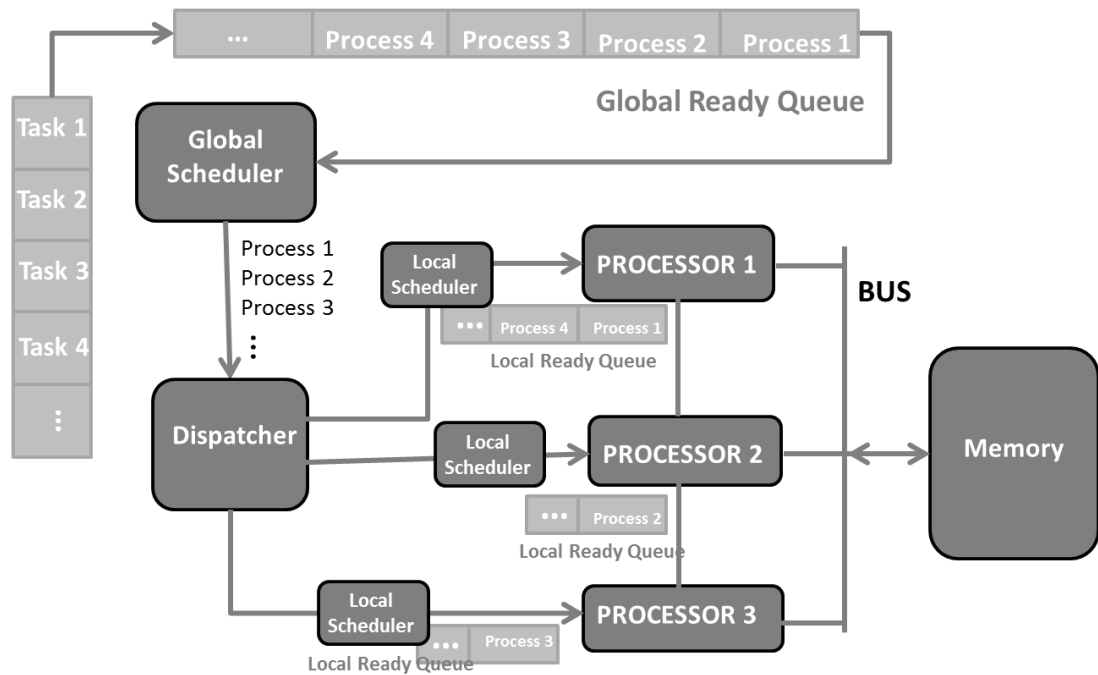 ...
Process 4
Process 3
Process 2
Process 1
Global Ready Queue
Task 1
Task 2
Task 3
Task 4
...
Global
Scheduler
Process 1
Process 2
Process 3
...
Dispatcher
Local
Scheduler
PROCESSOR 1
... Process 4 Process 1
Local Ready Queue
BUS
Local
Scheduler
PROCESSOR 2
... Process 2
Local Ready Queue
Memory
Local
Scheduler
PROCESSOR 3
... Process 3
Local Ready Queue